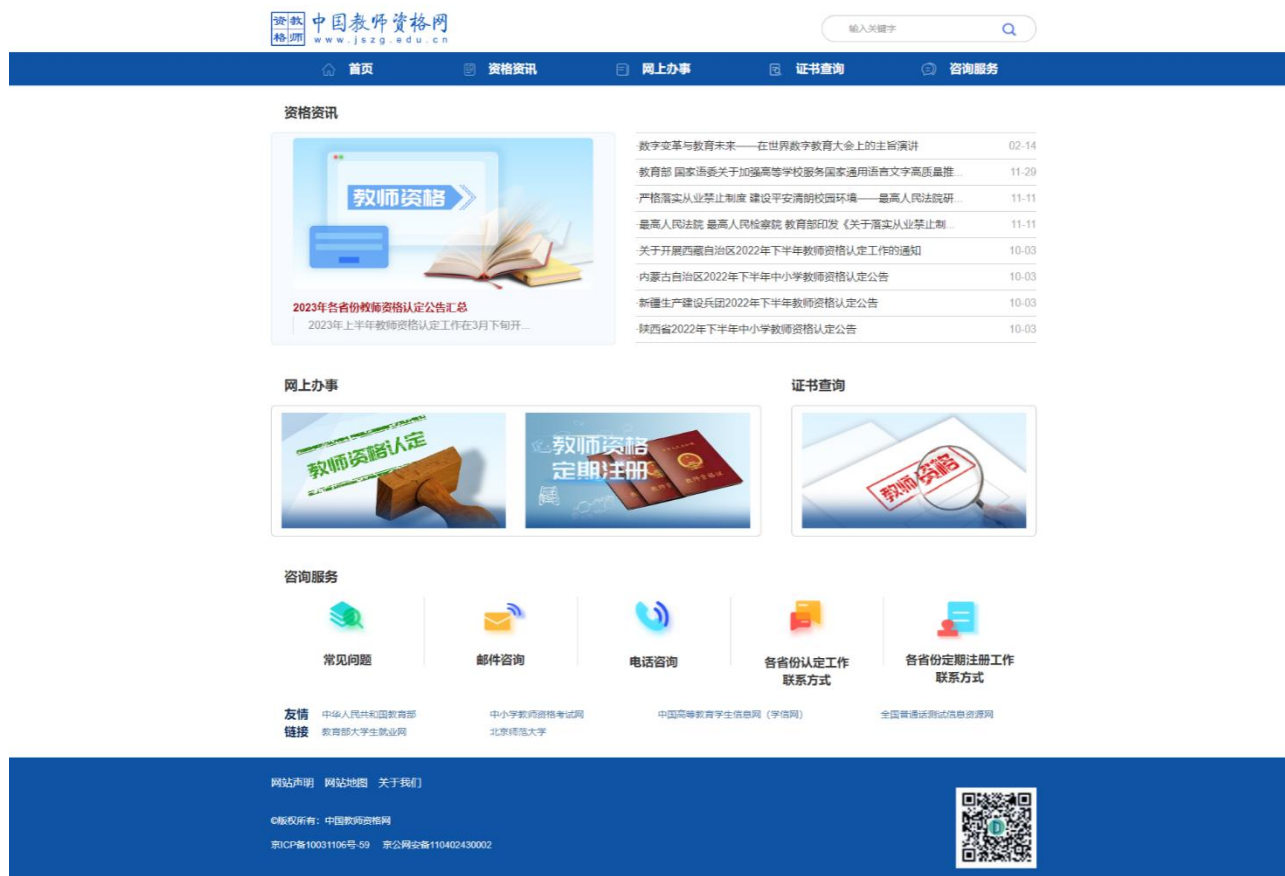 资教
格师
中国教师资格网
www.jszg.edu.cn
输入关键字
首页
资格资讯
网上办事
证书查询
咨询服务
资格资讯
教师资格
2023年各省份教师资格认定公告汇总
2023年上半年教师资格认定工作在3月下旬开...
·数字变革与教育未来——在世界数字教育大会上的主旨演讲 02-14
·教育部 国家语委关于加强高等学校服务国家通用语言文字高质量推... 11-29
·严格落实从业禁止制度 建设平安清朗校园环境——最高人民法院研... 11-11
·最高人民法院 最高人民检察院 教育部印发《关于落实从业禁止制... 11-11
·关于开展西藏自治区2022年下半年教师资格认定工作的通知 10-03
·内蒙古自治区2022年下半年中小学教师资格认定公告 10-03
·新疆生产建设兵团2022年下半年教师资格认定公告 10-03
·陕西省2022年下半年中小学教师资格认定公告 10-03
网上办事
教师资格认定
教师资格
定期注册
证书查询
教师资格
咨询服务
常见问题
邮件咨询
电话咨询
各省份认定工作
联系方式
各省份定期注册工作
联系方式
友情
链接
中华人民共和国教育部
中小学教师资格考试网
中国高等教育学生信息网（学信网）
全国普通话测试信息资源网
教育部大学生就业网
北京师范大学
网站声明 网站地图 关于我们
©版权所有：中国教师资格网
京ICP备10031106号-59 京公网安备110402430002